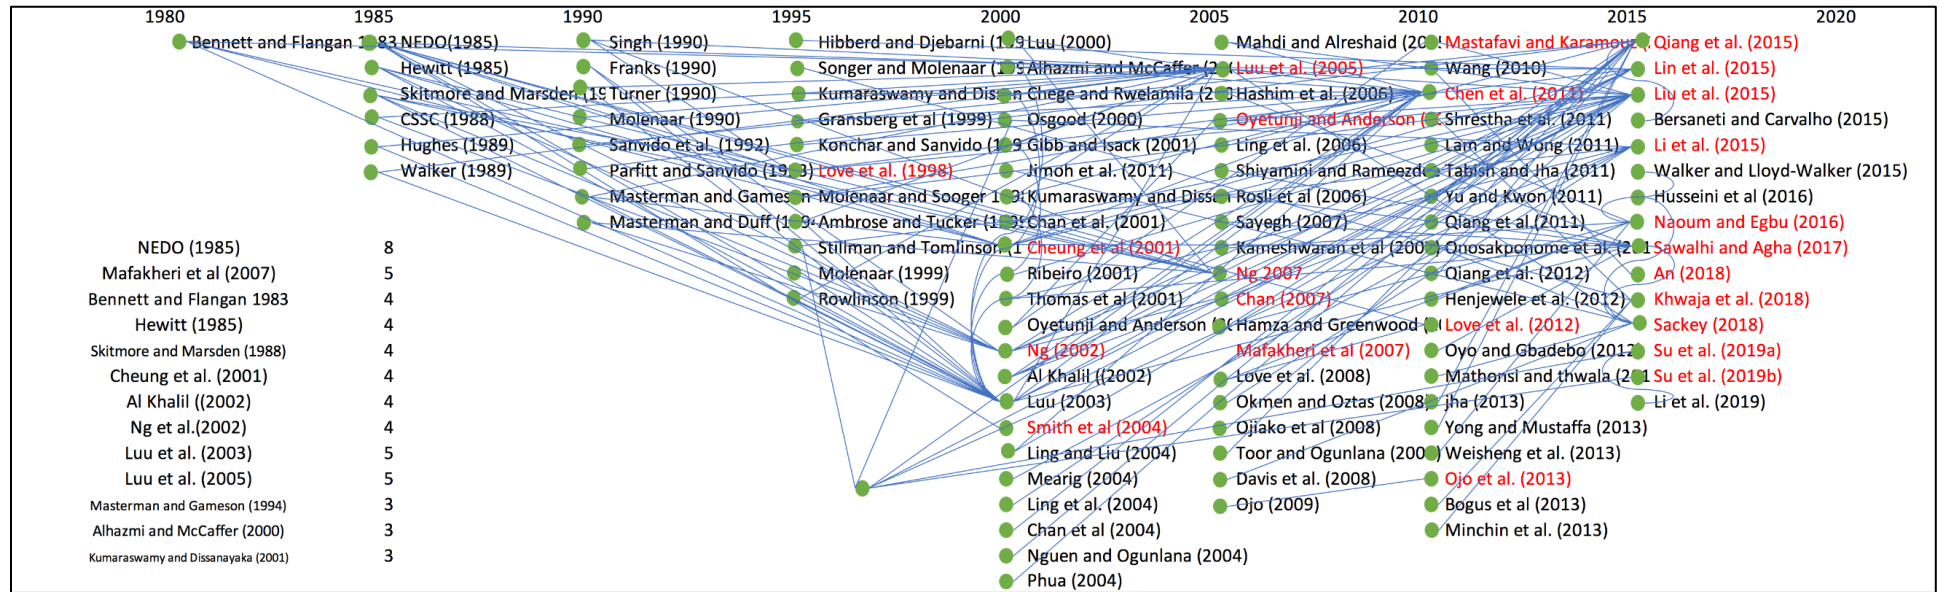 1980 1985 1990 1995 2000 2005 2010 2015 2020
Bennett and Flangan 1983 NEDO(1985) Singh (1990) Hibberd and Djebarni Luu (2000) Mahdi and Alreshaid Mastafavi and Karamouz Qiang et al. (2015)
Hewitt (1985) Franks (1990) Songer and Molenaar Alhazmi and McCaffer Luu et al. (2005) Wang (2010) Lin et al. (2015)
Skitmore and Marsden Turner (1990) Kumaraswamy and Chege and Rwelamila Hashim et al. (2006) Chen et al. (2011) Liu et al. (2015)
CSSC (1988) Molenaar (1990) Gransberg et al (1999) Osgood (2000) Oyetunji and Anderson Shrestha et al. (2011) Bersaneti and Carvalho (2015)
Hughes (1989) Sanvido et al. (1992) Konchar and Sanvido Gibb and Isack (2001) Ling et al. (2006) Lam and Wong (2011) Li et al. (2015)
Walker (1989) Parfitt and Sanvido Love et al. (1998) Jimoh et al. (2011) Shiyamini and Tabish and Jha (2011) Walker and Lloyd-Walker (2015)
Masterman and Gameson Molenaar and Sooger Kumaraswamy and Rosli et al (2006) Yu and Kwon (2011) Husseini et al (2016)
Masterman and Duff Ambrose and Tucker Chan et al. (2001) Sayegh (2007) Qiang et al.(2011) Naoum and Egbu (2016)
NEDO (1985) 8 Stillman and Tomlinson Cheung et al (2001) Kameshwaran et al Onosakponome et al. Sawalhi and Agha (2017)
Mafakheri et al (2007) 5 Molenaar (1999) Ribeiro (2001) Ng 2007 Qiang et al. (2012) An (2018)
Bennett and Flangan 1983 4 Rowlinson (1999) Thomas et al (2001) Chan (2007) Henjewele et al. (2012) Khwaja et al. (2018)
Hewitt (1985) 4 Oyetunji and Anderson Hamza and Greenwood Love et al. (2012) Sackey (2018)
Skitmore and Marsden (1988) 4 Ng (2002) Mafakheri et al (2007) Oyo and Gbadebo (2012) Su et al. (2019a)
Cheung et al. (2001) 4 Al Khalil ((2002) Love et al. (2008) Mathonsi and thwala Su et al. (2019b)
Al Khalil ((2002) 4 Luu (2003) Okmen and Oztas (2008) jha (2013) Li et al. (2019)
Ng et al.(2002) 4 Smith et al (2004) Ojiako et al (2008) Yong and Mustaffa (2013)
Luu et al. (2003) 5 Ling and Liu (2004) Toor and Ogunlana Weisheng et al. (2013)
Luu et al. (2005) 5 Mearig (2004) Davis et al. (2008) Ojo et al. (2013)
Masterman and Gameson (1994) 3 Ling et al. (2004) Ojo (2009) Bogus et al (2013)
Alhazmi and McCaffer (2000) 3 Chan et al (2004) Minchin et al. (2013)
Kumaraswamy and Dissanayaka (2001) 3 Nguen and Ogunlana (2004)
Phua (2004)